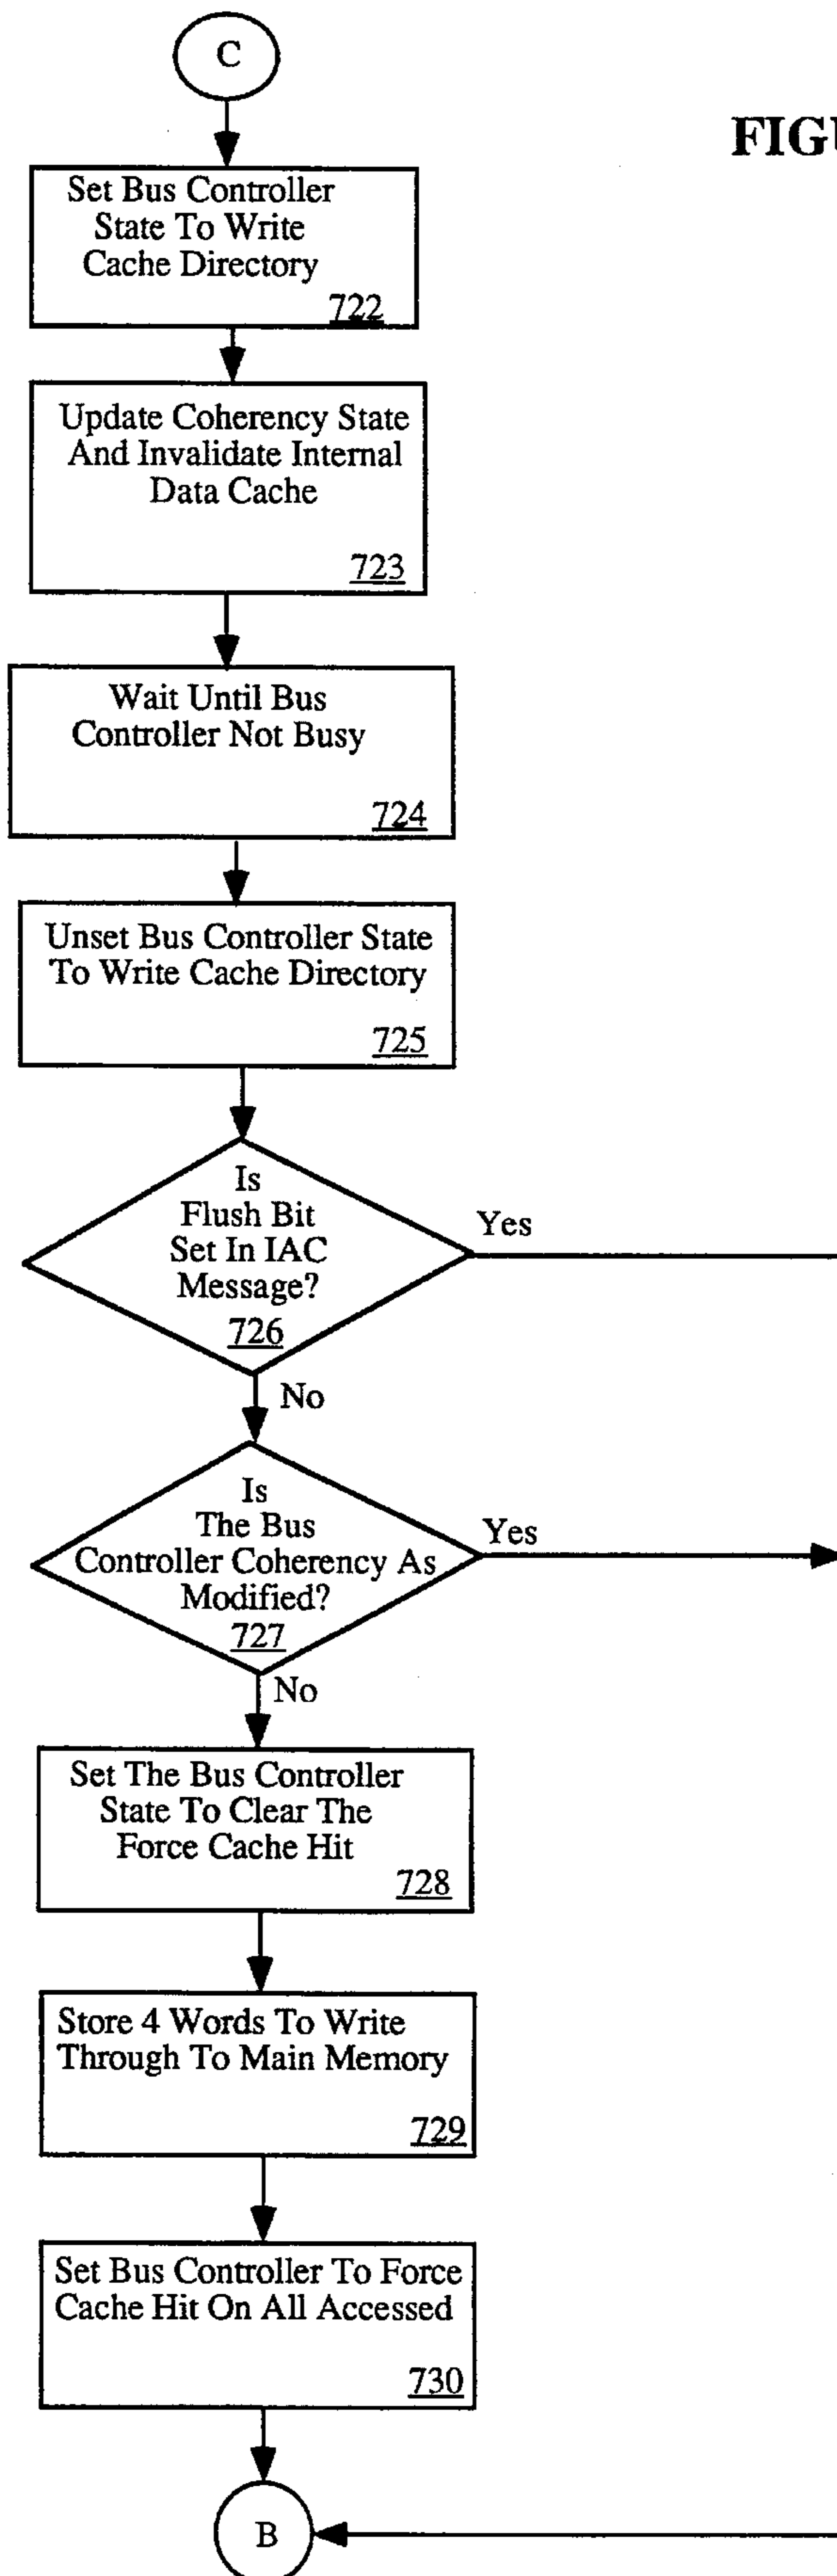 C
FIGU
Set Bus Controller
State To Write
Cache Directory
722
Update Coherency State
And Invalidate Internal
Data Cache
723
Wait Until Bus
Controller Not Busy
724
Unset Bus Controller State
To Write Cache Directory
725
Is
Flush Bit
Set In IAC
Message?
726
Yes
No
Is
The Bus
Controller Coherency As
Modified?
727
Yes
No
Set The Bus Controller
State To Clear The
Force Cache Hit
728
Store 4 Words To Write
Through To Main Memory
729
Set Bus Controller To Force
Cache Hit On All Accessed
730
B